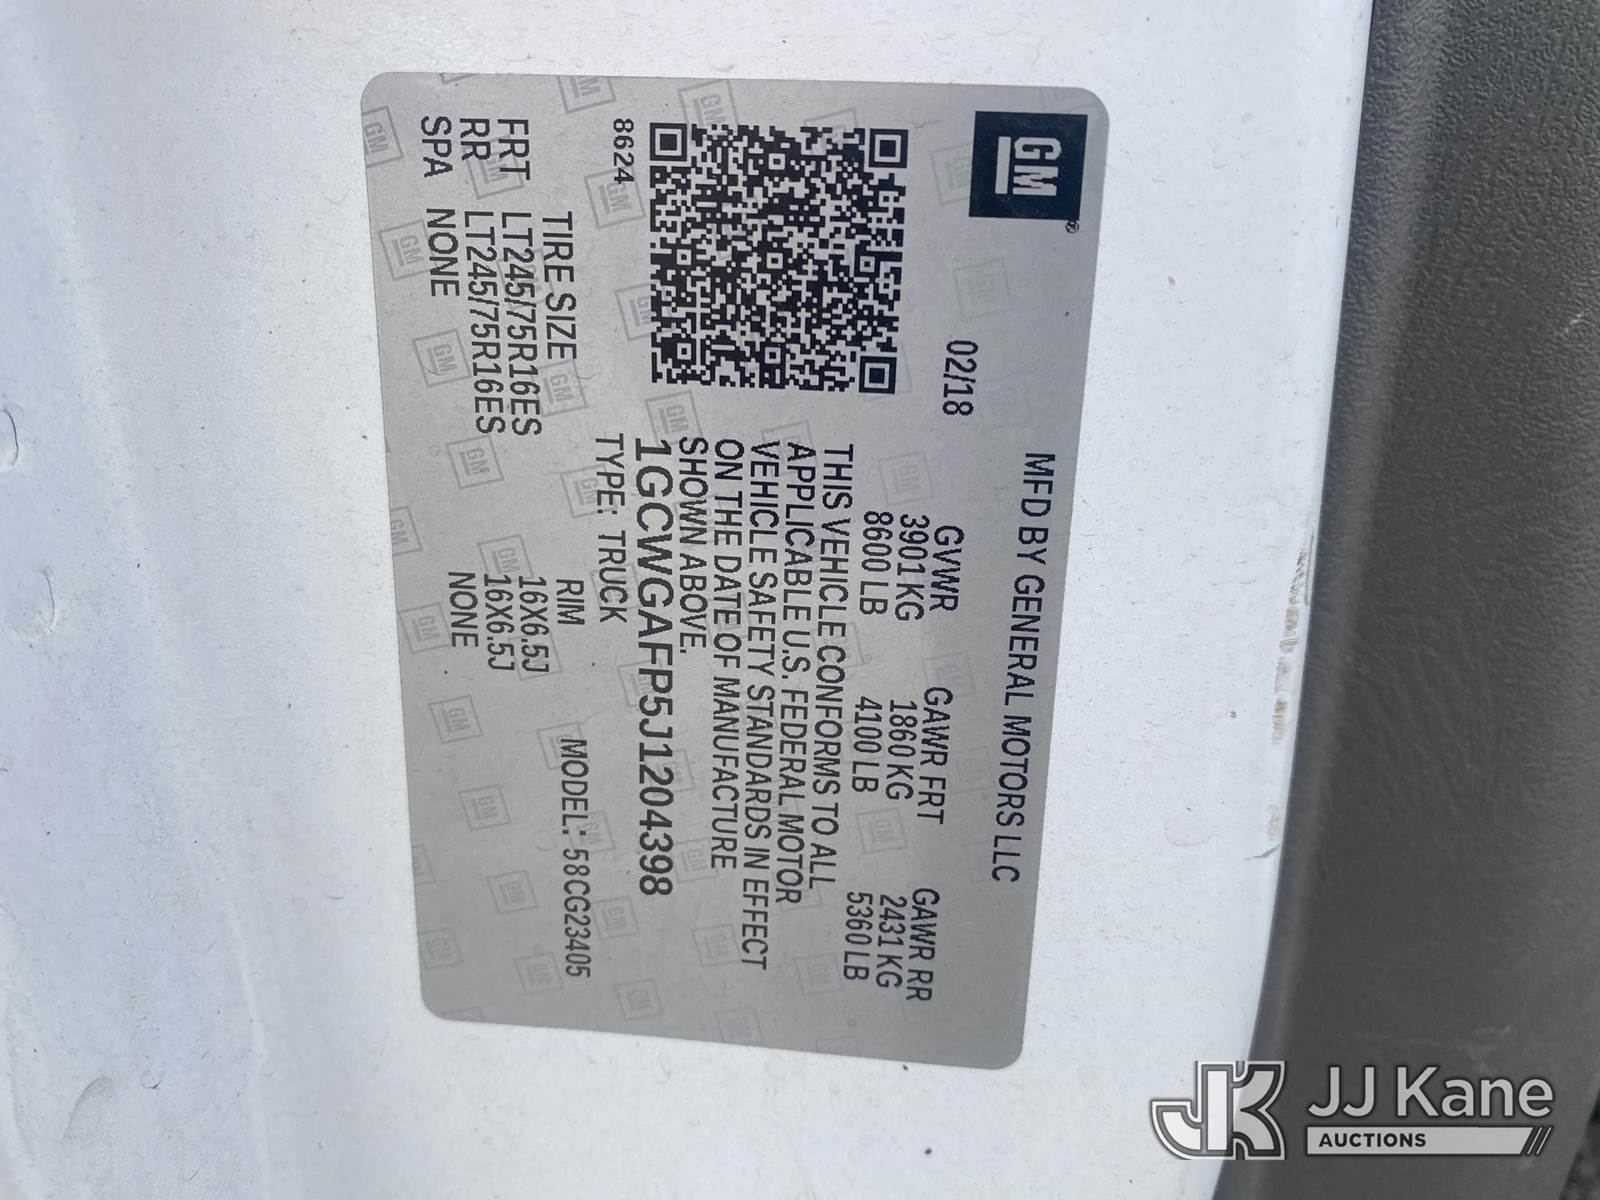 GM®
MFD BY GENERAL MOTORS LLC
02/18 GVWR GAWR FRT GAWR RR
3901 KG 1860 KG 2431 KG
8600 LB 4100 LB 5360 LB
THIS VEHICLE CONFORMS TO ALL
APPLICABLE U.S. FEDERAL MOTOR
VEHICLE SAFETY STANDARDS IN EFFECT
ON THE DATE OF MANUFACTURE
SHOWN ABOVE.
1GCWGAFP5J1204398
8624 TYPE: TRUCK MODEL: 58CG23405
TIRE SIZE RIM
FRT LT245/75R16ES 16X6.5J
RR LT245/75R16ES 16X6.5J
SPA NONE NONE
JK JJ Kane
AUCTIONS